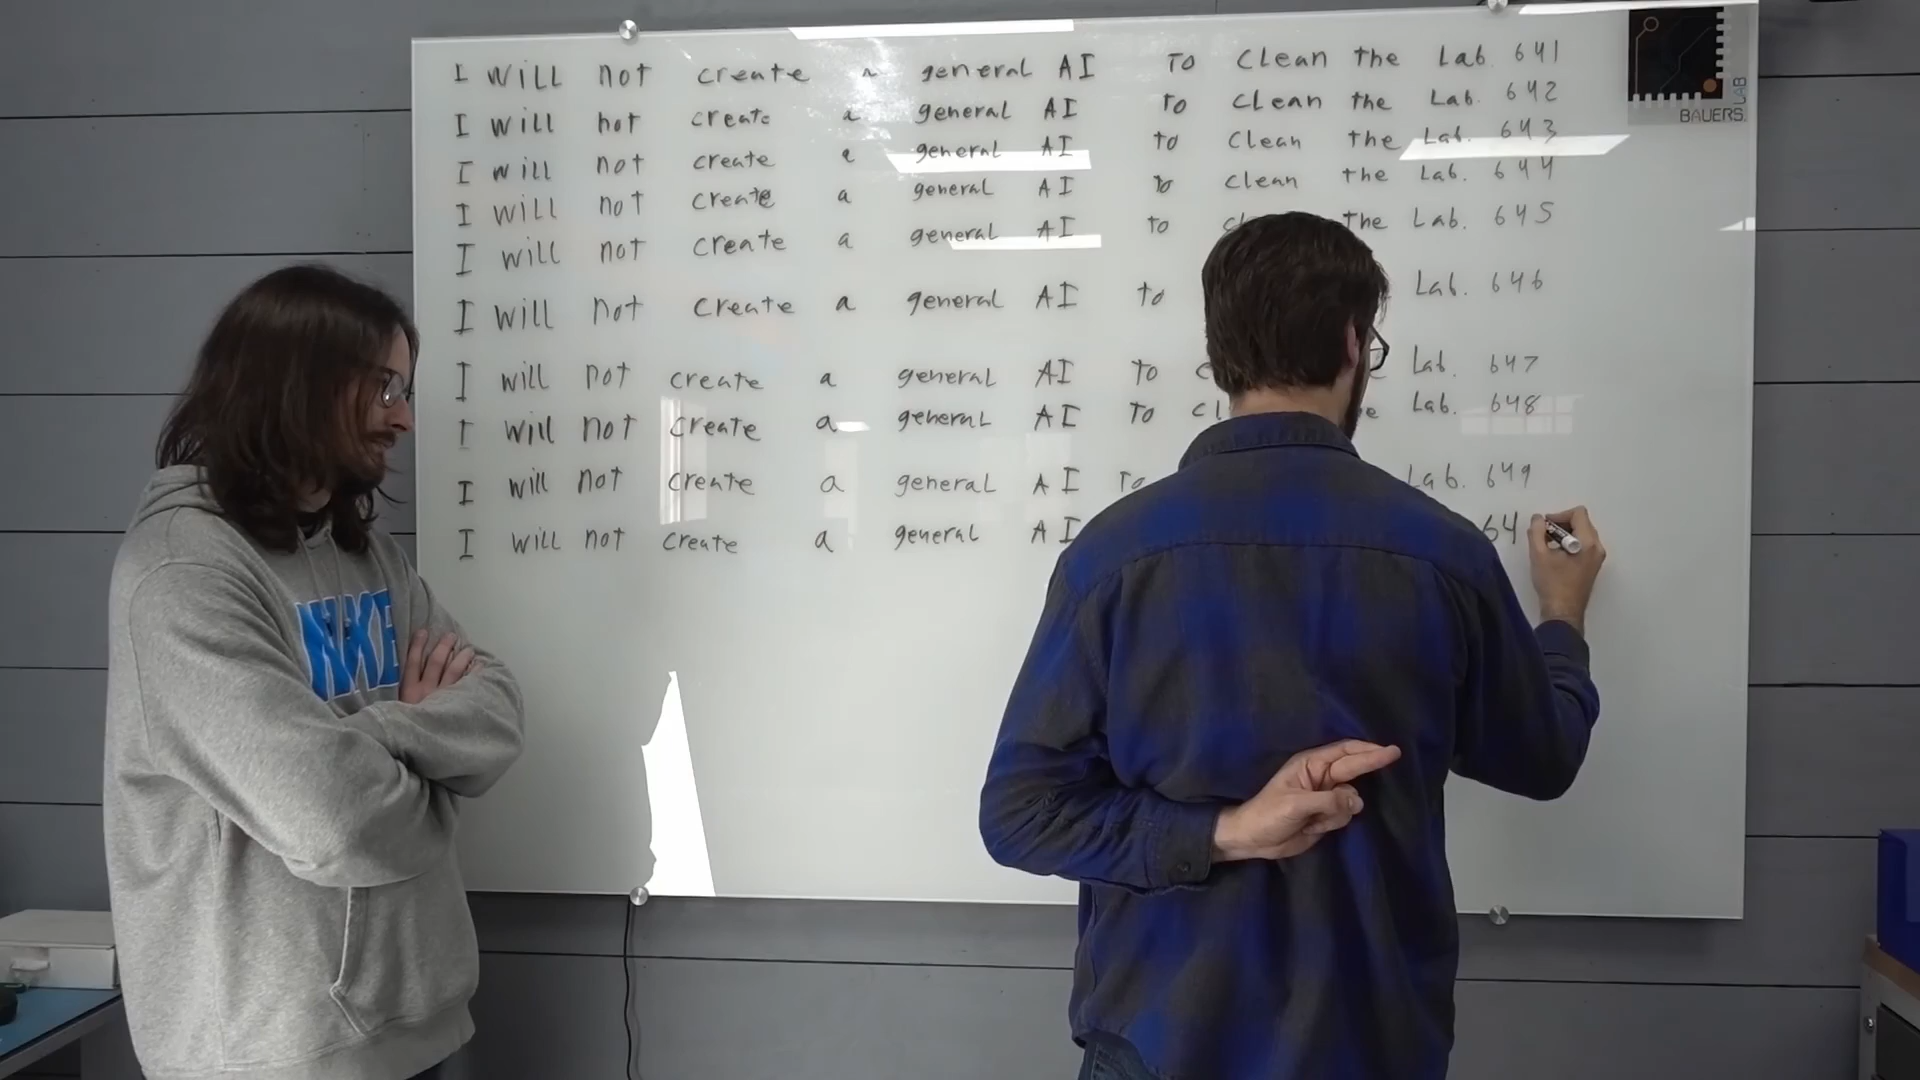 I will not create a general AI To Clean the Lab. 641
I will not create a general AI To Clean the Lab. 642
I will not create a general AI to Clean the Lab. 643
I will not create a general AI to Clean the Lab. 644
I will not create a general AI to the Lab. 645
I will not create a general AI to Lab. 646
I will not create a general AI To Lab. 647
I will not create a general AI To Lab. 648
I will not create a general AI To Lab. 649
I will not create a general AI 64
BAUERS LAB
NIKE